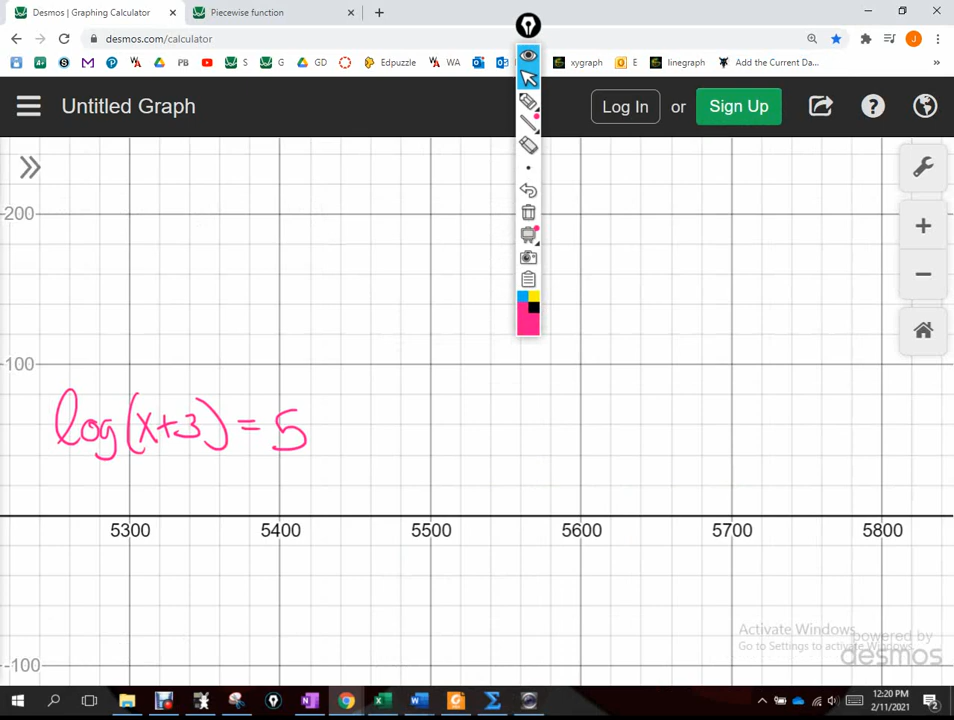 Desmos | Graphing Calculator
Piecewise function
desmos.com/calculator
S
G
PB
S
G
GD
Edpuzzle
WA
xygraph
E
linegraph
Add the Current Da...
Untitled Graph
Log In or Sign Up
200
100
log(x+3) = 5
5300 5400 5500 5600 5700 5800
-100
Activate Windows
Go to Settings to activate Windows.
powered by
desmos
12:20 PM
2/11/2021